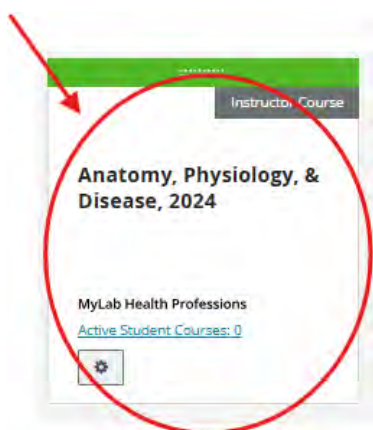 Instructor Course
Anatomy, Physiology, &
Disease, 2024
MyLab Health Professions
Active Student Courses: 0